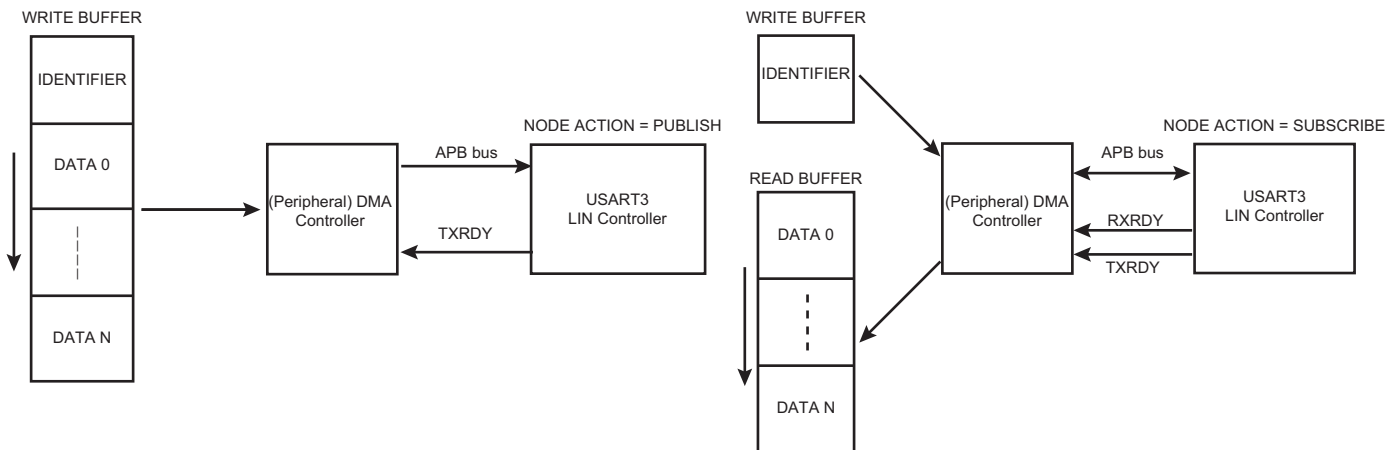 WRITE BUFFER
IDENTIFIER
DATA 0
DATA N
(Peripheral) DMA
Controller
APB bus
TXRDY
NODE ACTION = PUBLISH
USART3
LIN Controller
WRITE BUFFER
IDENTIFIER
READ BUFFER
DATA 0
DATA N
(Peripheral) DMA
Controller
APB bus
RXRDY
TXRDY
NODE ACTION = SUBSCRIBE
USART3
LIN Controller